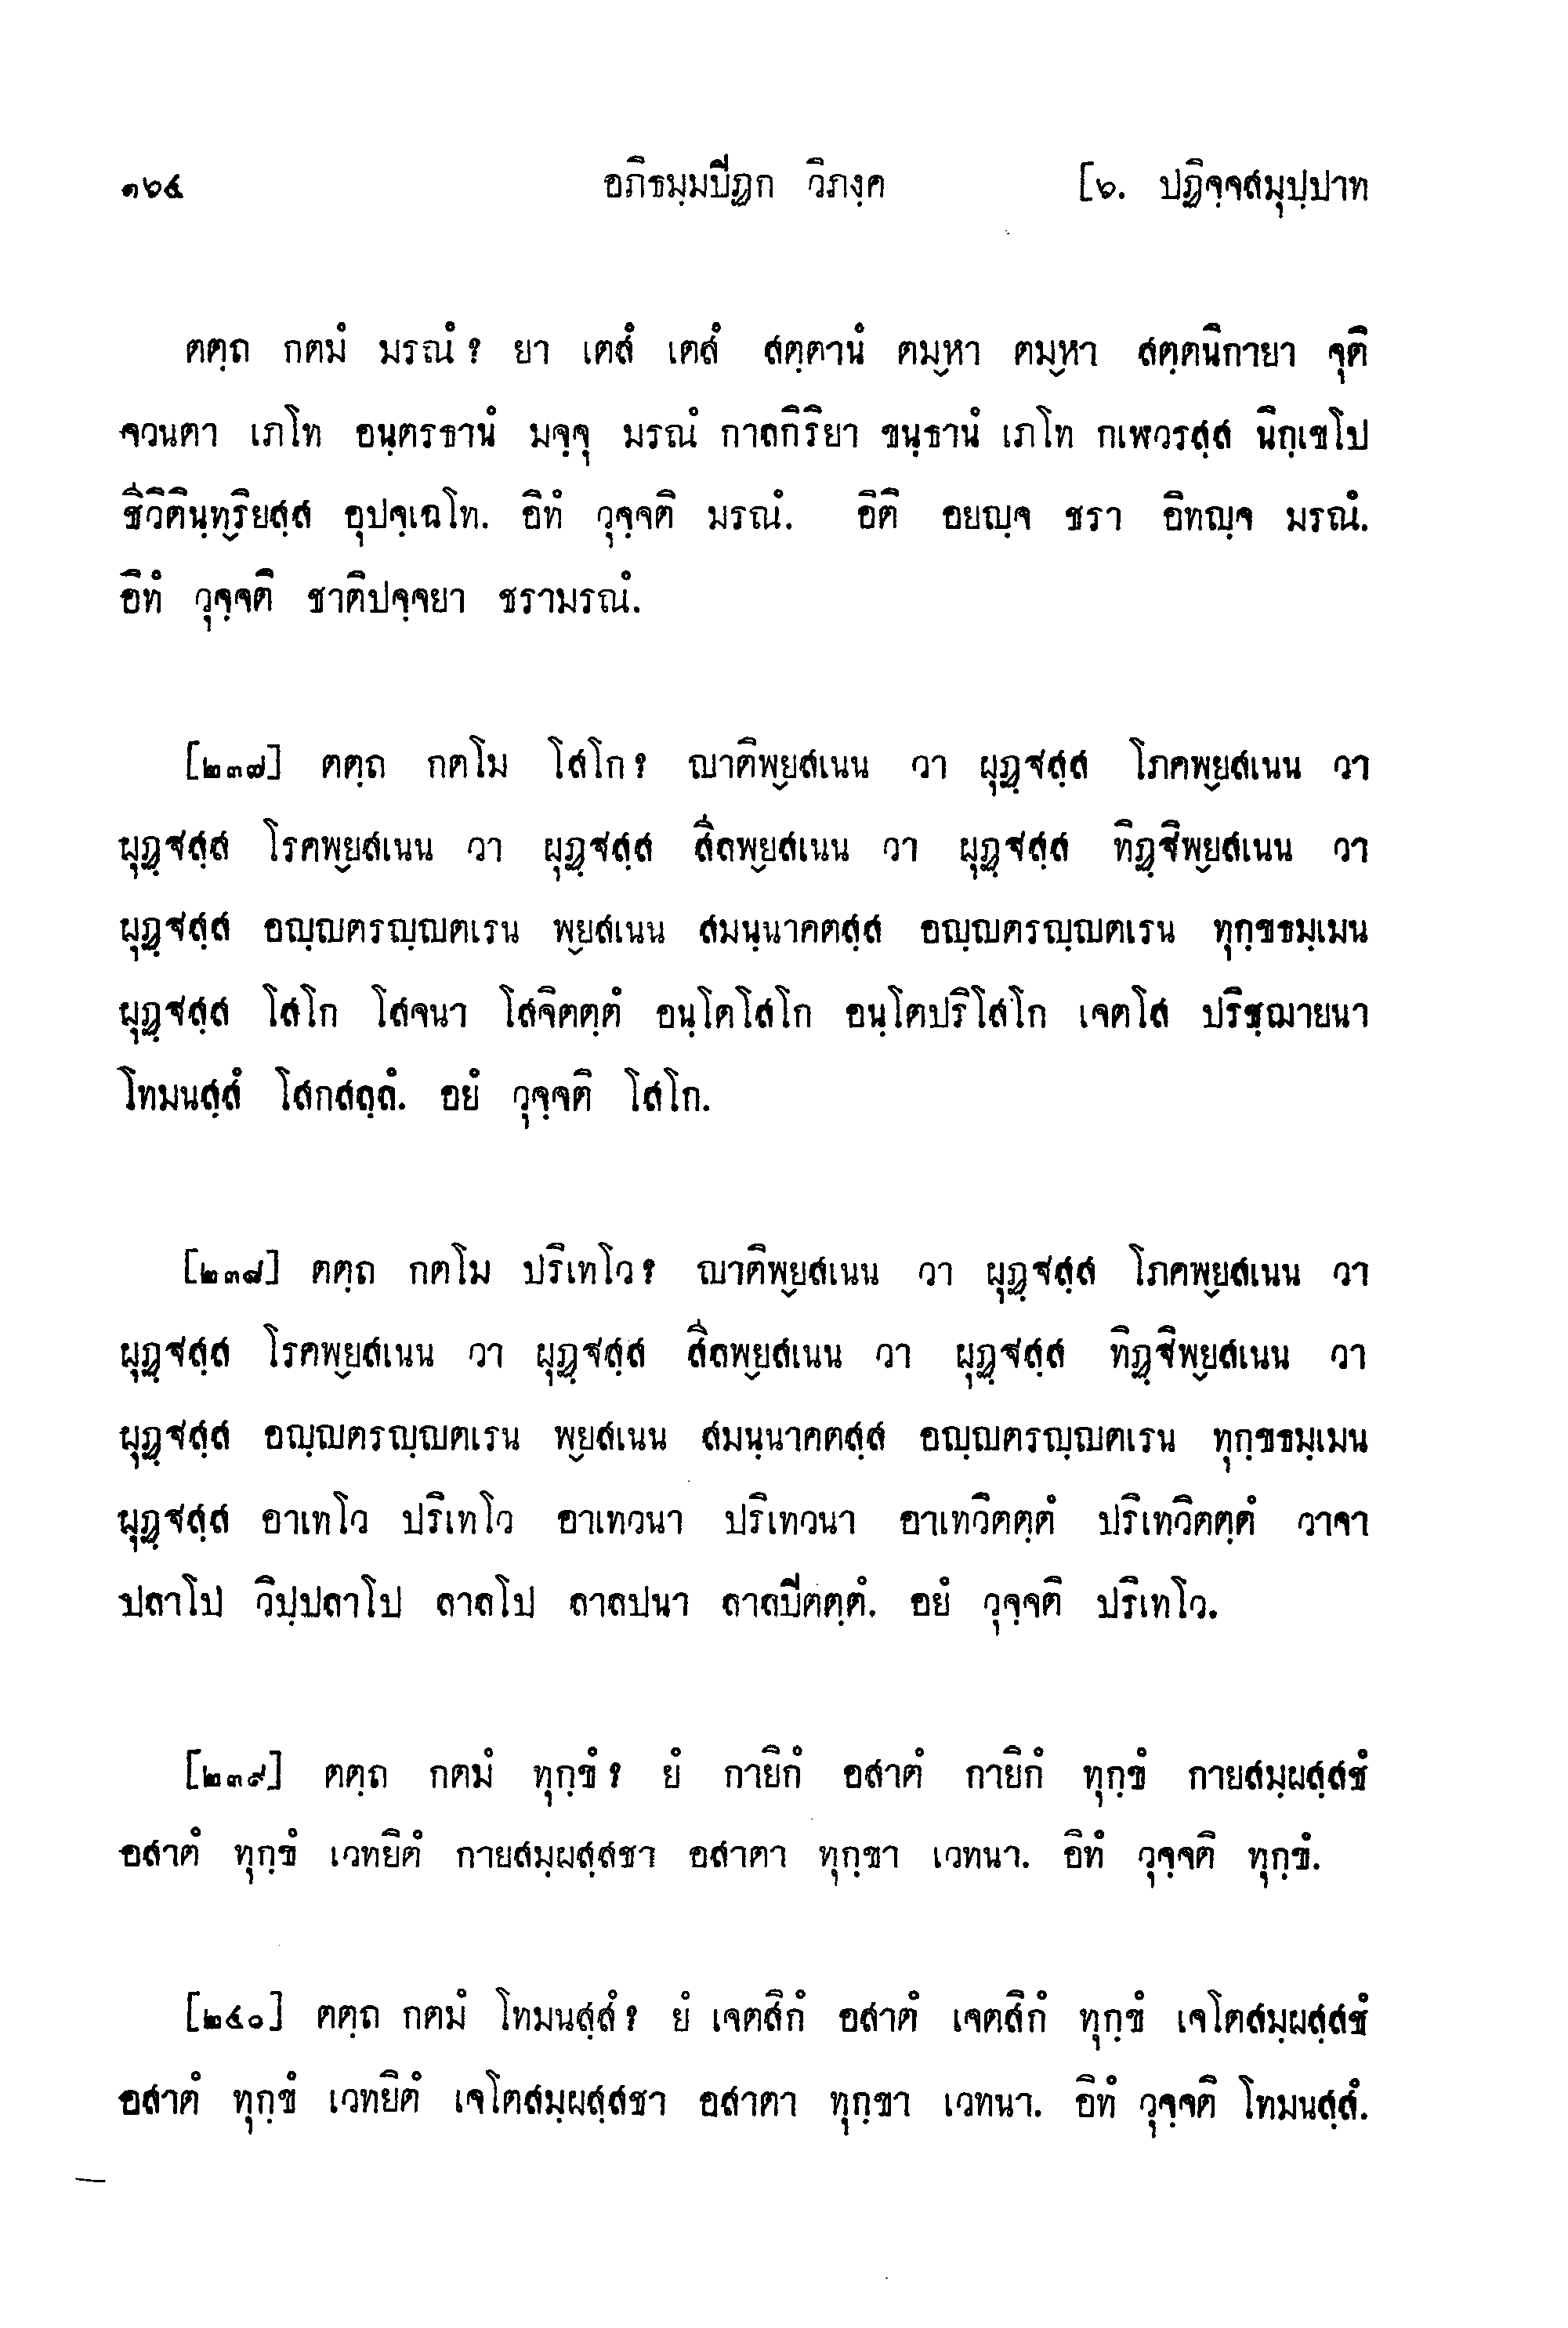 ๑๖๔ อภิธมฺมปิฏก วิภงฺค [๖. ปฏิจฺจสมุปฺปาท
ตตฺถ กตมํ มรณํ? ยา เตสํ เตสํ สตฺตานํ ตม๎หา ตม๎หา สตฺตนิกายา จุติ
จวนตา เภโท อนฺตรธานํ มจฺจุ มรณํ กาลกิริยา ขนฺธานํ เภโท กเฬวรสฺส นิกฺเขโป
ชีวิตินฺท๎ริยสฺส อุปจฺเฉโท. อิทํ วุจฺจติ มรณํ. อิติ อยญฺจ ชรา อิทญฺจ มรณํ.
อิทํ วุจฺจติ ชาติปจฺจยา ชรามรณํ.
[๒๓๗] ตตฺถ กตโม โสโก? ญาติพ๎ยสเนน วา ผุฏฺฐสฺส โภคพ๎ยสเนน วา
ผุฏฺฐสฺส โรคพ๎ยสเนน วา ผุฏฺฐสฺส สีลพ๎ยสเนน วา ผุฏฺฐสฺส ทิฏฺฐิพ๎ยสเนน วา
ผุฏฺฐสฺส อญฺญตรญฺญตเรน พ๎ยสเนน สมนฺนาคตสฺส อญฺญตรญฺญตเรน ทุกฺขธมฺเมน
ผุฏฺฐสฺส โสโก โสจนา โสจิตตฺตํ อนฺโตโสโก อนฺโตปริโสโก เจตโส ปริชฺฌายนา
โทมนสฺสํ โสกสลฺลํ. อยํ วุจฺจติ โสโก.
[๒๓๘] ตตฺถ กตโม ปริเทโว? ญาติพ๎ยสเนน วา ผุฏฺฐสฺส โภคพ๎ยสเนน วา
ผุฏฺฐสฺส โรคพ๎ยสเนน วา ผุฏฺฐสฺส สีลพ๎ยสเนน วา ผุฏฺฐสฺส ทิฏฺฐิพ๎ยสเนน วา
ผุฏฺฐสฺส อญฺญตรญฺญตเรน พ๎ยสเนน สมนฺนาคตสฺส อญฺญตรญฺญตเรน ทุกฺขธมฺเมน
ผุฏฺฐสฺส อาเทโว ปริเทโว อาเทวนา ปริเทวนา อาเทวิตตฺตํ ปริเทวิตตฺตํ วาจา
ปลาโป วิปฺปลาโป ลาลโป ลาลปนา ลาลปิตตฺตํ. อยํ วุจฺจติ ปริเทโว.
[๒๓๙] ตตฺถ กตมํ ทุกฺขํ? ยํ กายิกํ อสาตํ กายิกํ ทุกฺขํ กายสมฺผสฺสชํ
อสาตํ ทุกฺขํ เวทยิตํ กายสมฺผสฺสชา อสาตา ทุกฺขา เวทนา. อิทํ วุจฺจติ ทุกฺขํ.
[๒๔๐] ตตฺถ กตมํ โทมนสฺสํ? ยํ เจตสิกํ อสาตํ เจตสิกํ ทุกฺขํ เจโตสมฺผสฺสชํ
อสาตํ ทุกฺขํ เวทยิตํ เจโตสมฺผสฺสชา อสาตา ทุกฺขา เวทนา. อิทํ วุจฺจติ โทมนสฺสํ.